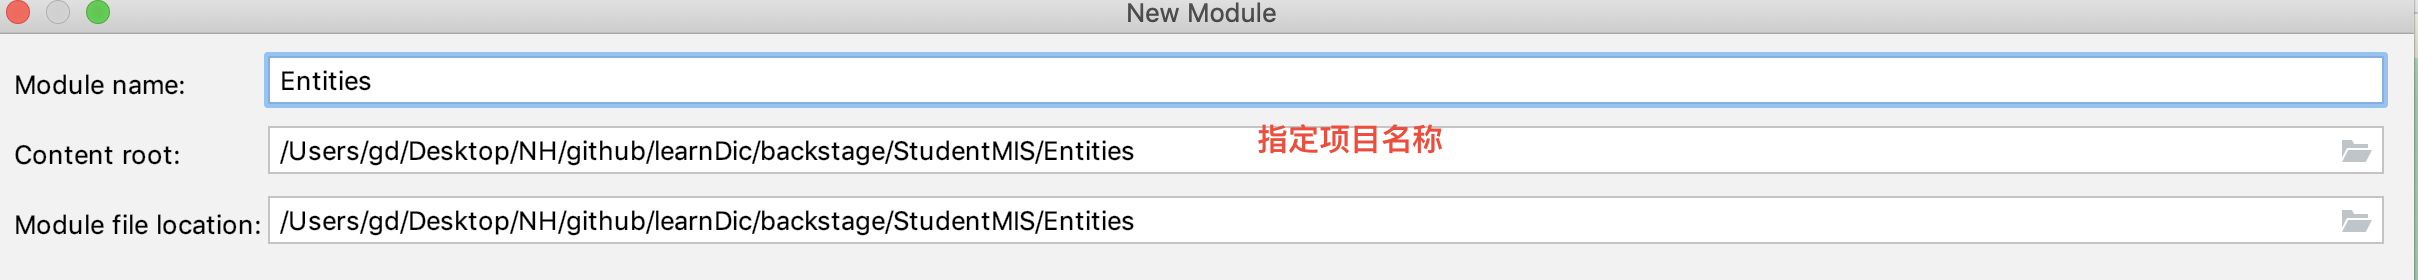 New Module
Module name:
Entities
Content root:
/Users/gd/Desktop/NH/github/learnDic/backstage/StudentMIS/Entities
指定项目名称
Module file location:
/Users/gd/Desktop/NH/github/learnDic/backstage/StudentMIS/Entities